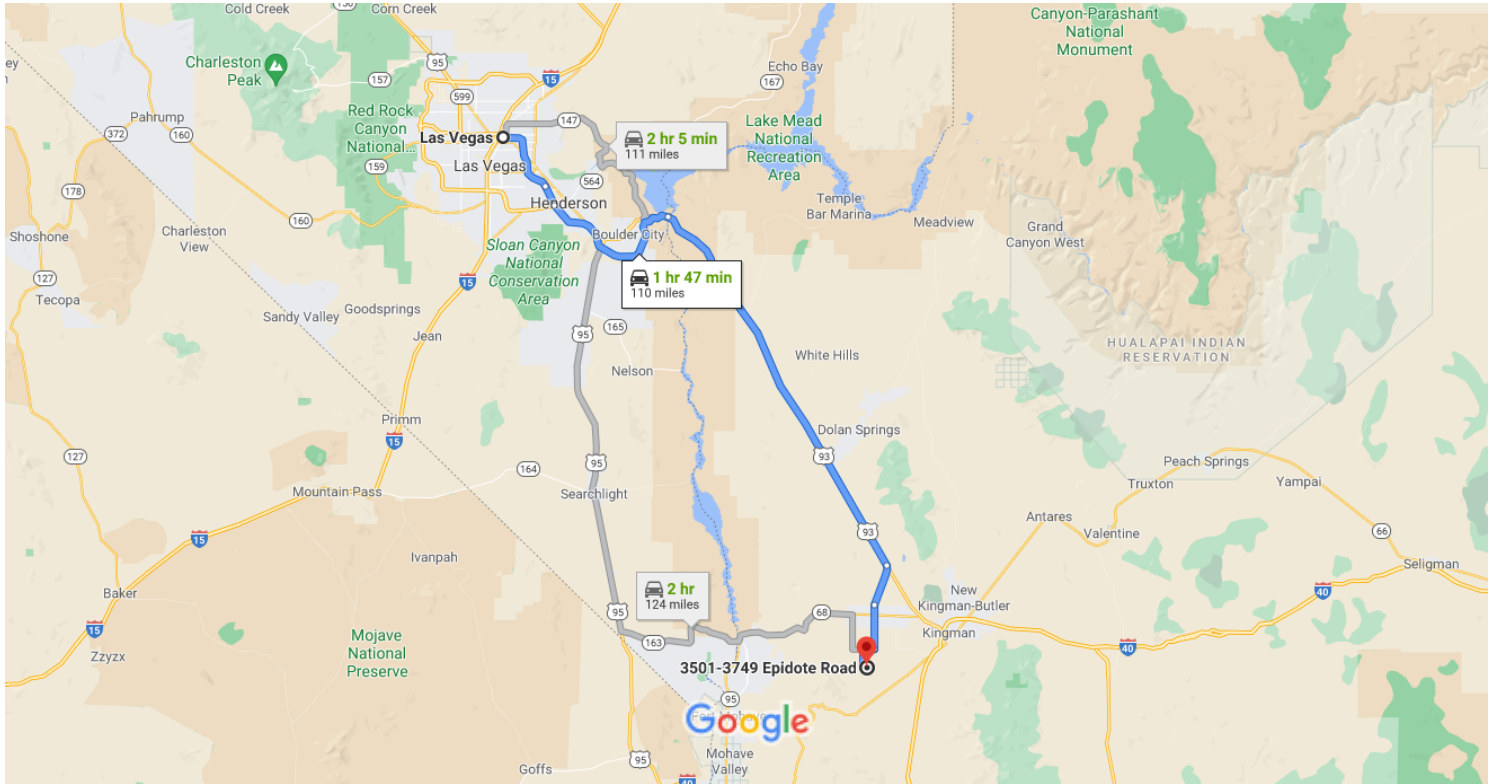 Cold Creek
Corn Creek
156
Canyon-Parashant
National
Monument
Charleston
Peak
95
15
157
599
Echo Bay
167
Pahrump
160
372
Red Rock
Canyon
National...
147
Las Vegas
2 hr 5 min
111 miles
Lake Mead
National
Recreation
Area
159
Las Vegas
564
178
Henderson
Temple
Bar Marina
Meadview
160
Charleston
View
Grand
Canyon West
Shoshone
Boulder City
Sloan Canyon
National
Conservation
Area
127
15
1 hr 47 min
110 miles
Tecopa
Goodsprings
Sandy Valley
Jean
95
165
White Hills
HUALAPAI INDIAN
RESERVATION
Nelson
Primm
15
Dolan Springs
127
93
95
164
Peach Springs
Mountain Pass
Searchlight
Truxton
Yampai
Antares
15
93
Valentine
66
Ivanpah
Seligman
2 hr
124 miles
Baker
New
Kingman-Butler
40
95
68
15
163
Kingman
Mojave
National
Preserve
40
Zzyzx
3501-3749 Epidote Road
95
Google
95
Mohave
Valley
Goffs
40